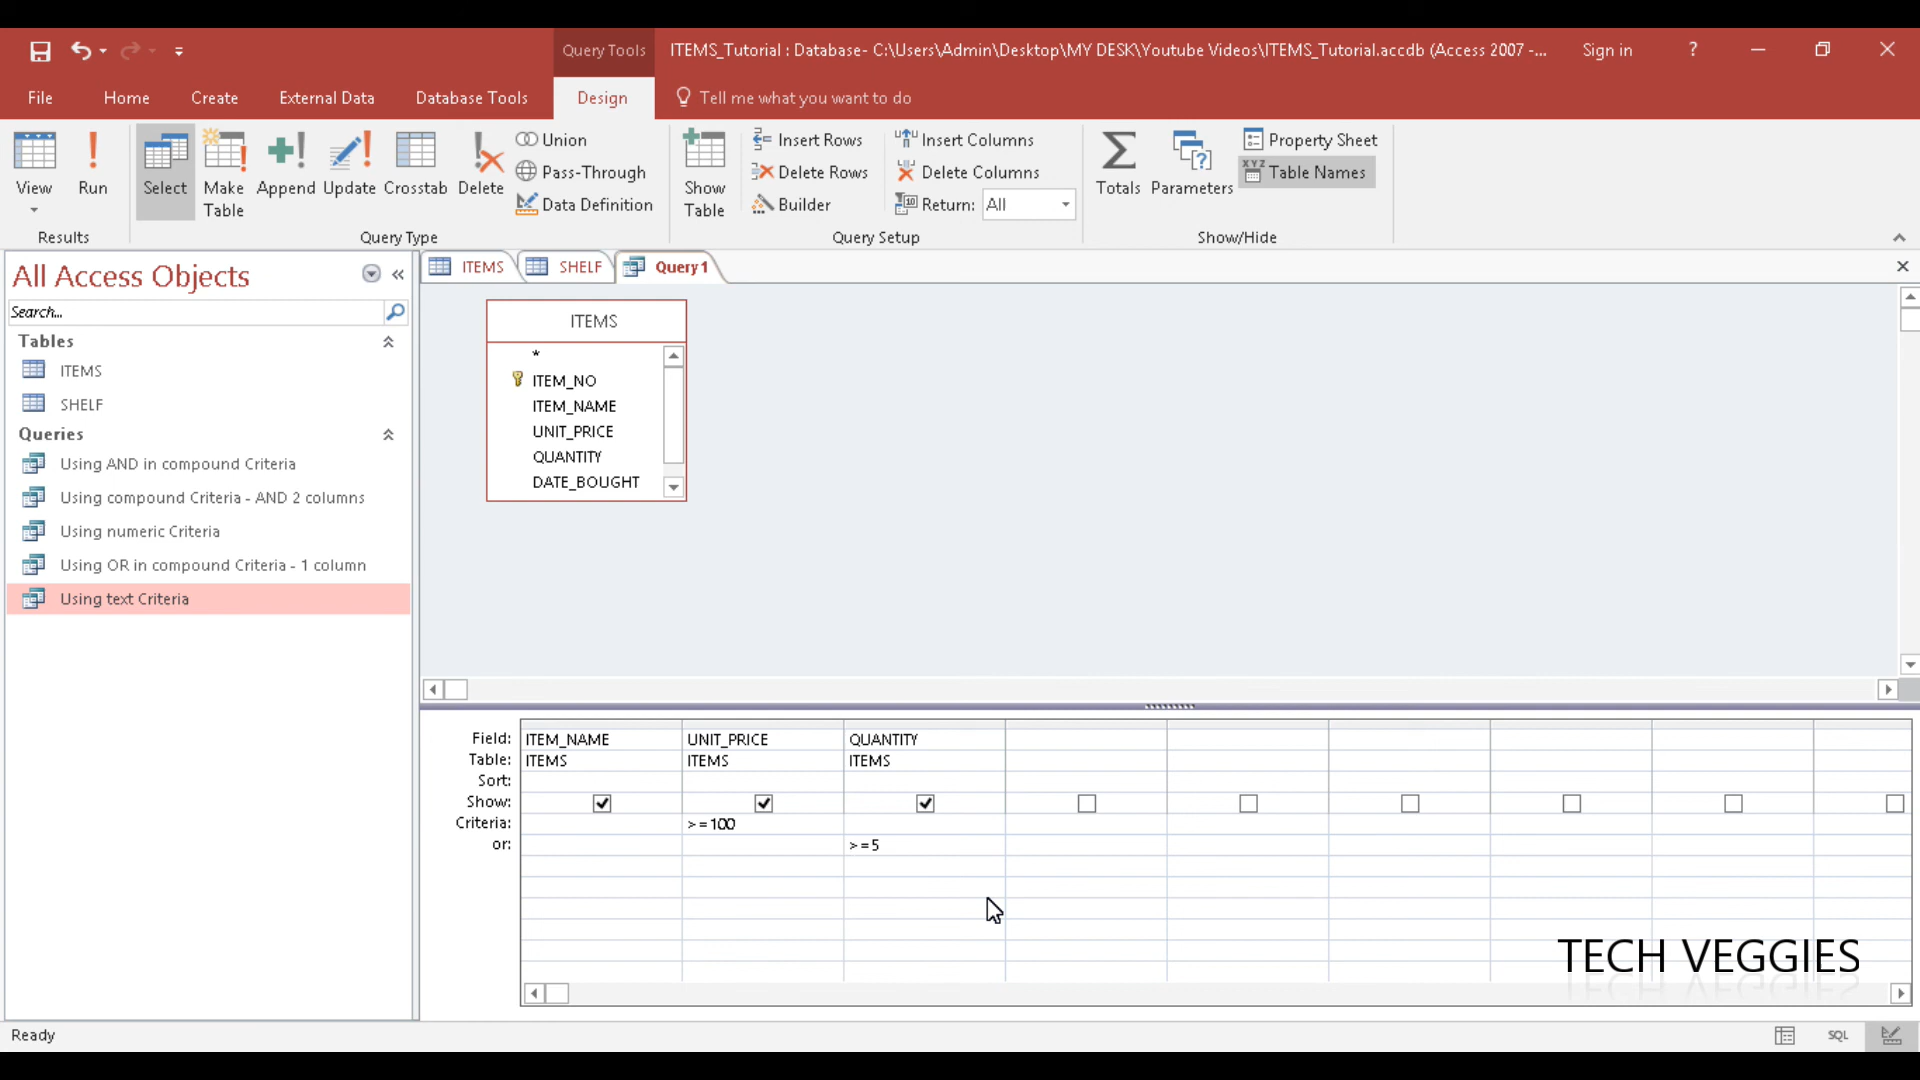 Query Tools
ITEMS_Tutorial : Database- C:\Users\Admin\Desktop\MY DESK\Youtube Videos\ITEMS_Tutorial.accdb (Access 2007 -...
Sign in
?
File
Home
Create
External Data
Database Tools
Design
Tell me what you want to do
View
Run
Select
Make Table
Append
Update
Crosstab
Delete
Union
Pass-Through
Data Definition
Show Table
Insert Rows
Delete Rows
Builder
Insert Columns
Delete Columns
Return: All
Totals
Parameters
Property Sheet
Table Names
Results
Query Type
Query Setup
Show/Hide
All Access Objects
Search...
Tables
ITEMS
SHELF
Queries
Using AND in compound Criteria
Using compound Criteria - AND 2 columns
Using numeric Criteria
Using OR in compound Criteria - 1 column
Using text Criteria
ITEMS
SHELF
Query1
ITEMS
*
ITEM_NO
ITEM_NAME
UNIT_PRICE
QUANTITY
DATE_BOUGHT
Field: ITEM_NAME UNIT_PRICE QUANTITY
Table: ITEMS ITEMS ITEMS
Sort:
Show:
Criteria: >=100
or: >=5
TECH VEGGIES
Ready
SQL